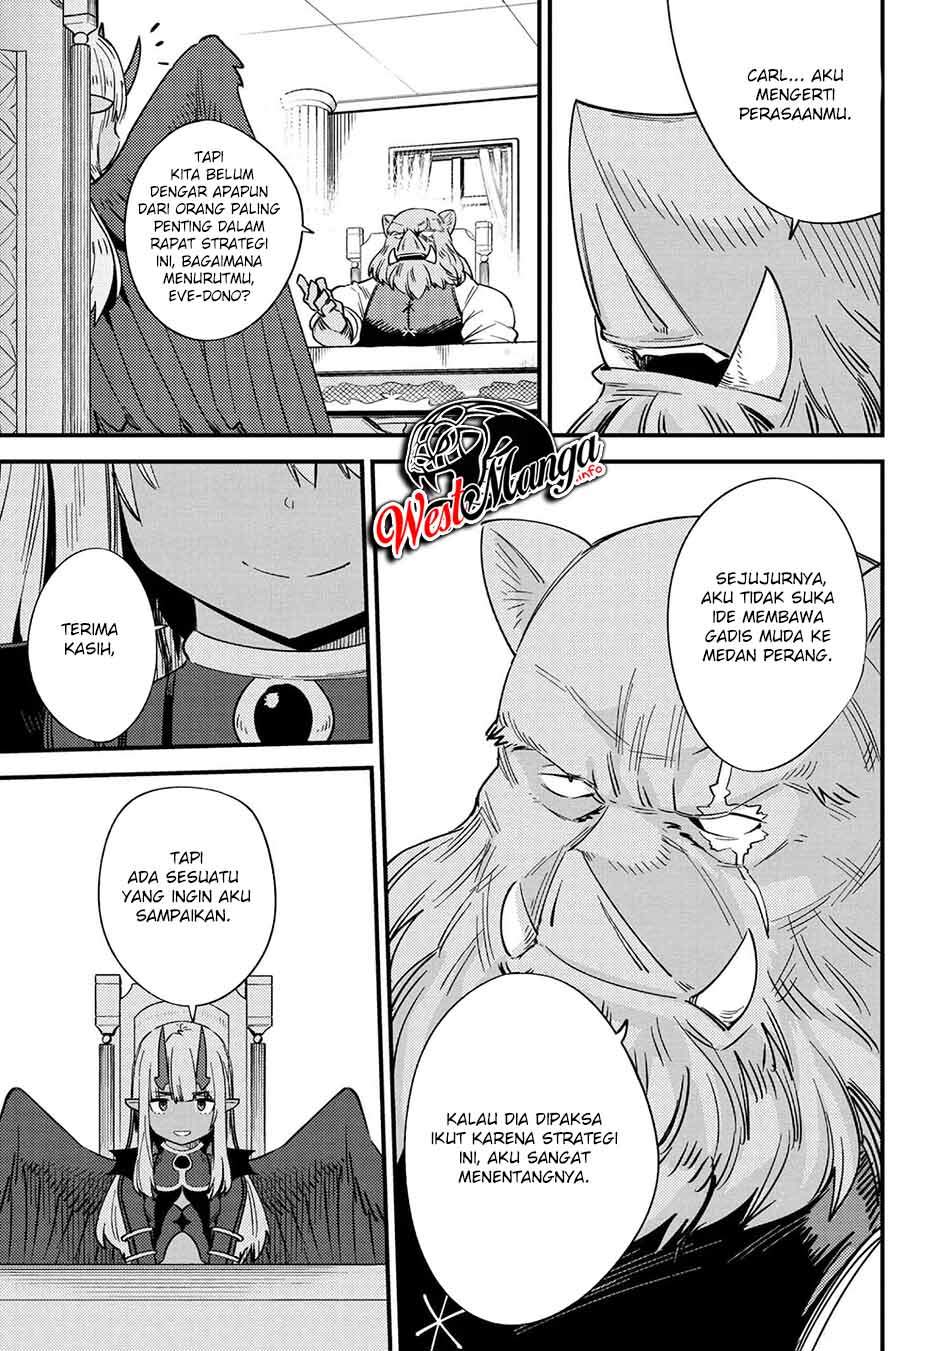 CARL... AKU
MENGERTI
PERASAANMU.
TAPI
KITA BELUM
DENGAR APAPUN
DARI ORANG PALING
PENTING DALAM
RAPAT STRATEGI
INI, BAGAIMANA
MENURUTMU,
EVE-DONO?
WestManga
.info
SEJUJURNYA,
AKU TIDAK SUKA
IDE MEMBAWA
GADIS MUDA KE
MEDAN PERANG.
KALAU DIA DIPAKSA
IKUT KARENA STRATEGI
INI, AKU SANGAT
MENENTANGNYA.
TERIMA
KASIH,
TAPI
ADA SESUATU
YANG INGIN AKU
SAMPAIKAN.